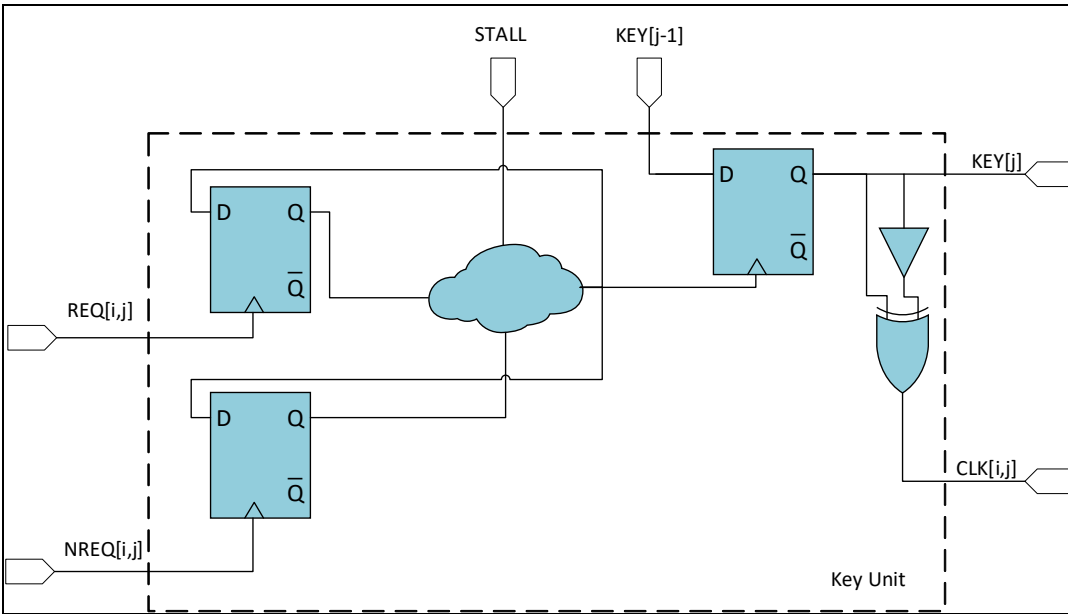 STALL
KEY[j-1]
KEY[j]
D
Q
Q
D
Q
Q
REQ[i,j]
D
Q
Q
CLK[i,j]
NREQ[i,j]
Key Unit